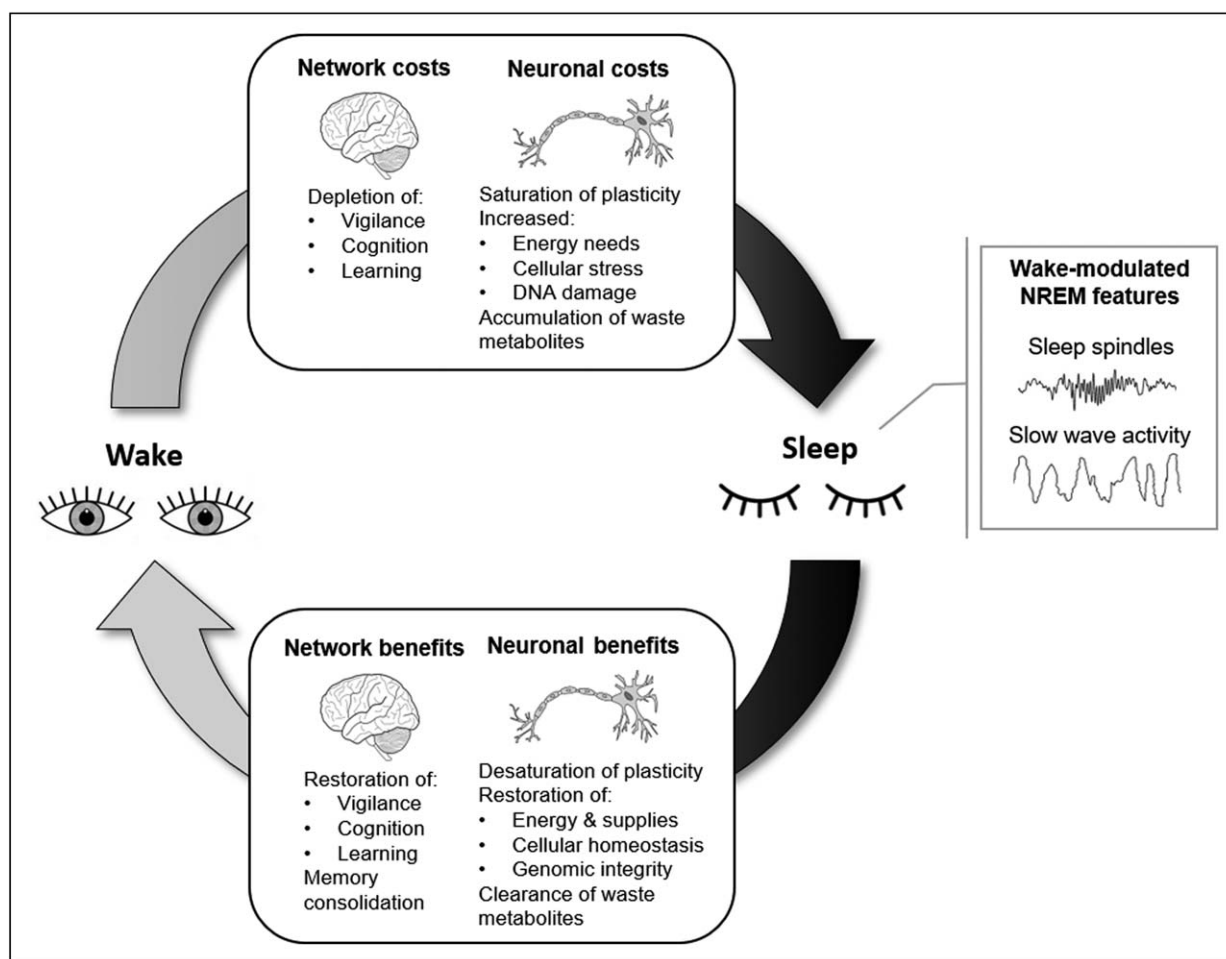 Network costs
Depletion of:
• Vigilance
• Cognition
• Learning
Neuronal costs
Saturation of plasticity
Increased:
• Energy needs
• Cellular stress
• DNA damage
Accumulation of waste
metabolites
Wake
Sleep
Wake-modulated
NREM features
Sleep spindles
Slow wave activity
Network benefits
Restoration of:
• Vigilance
• Cognition
• Learning
Memory
consolidation
Neuronal benefits
Desaturation of plasticity
Restoration of:
• Energy & supplies
• Cellular homeostasis
• Genomic integrity
Clearance of waste
metabolites